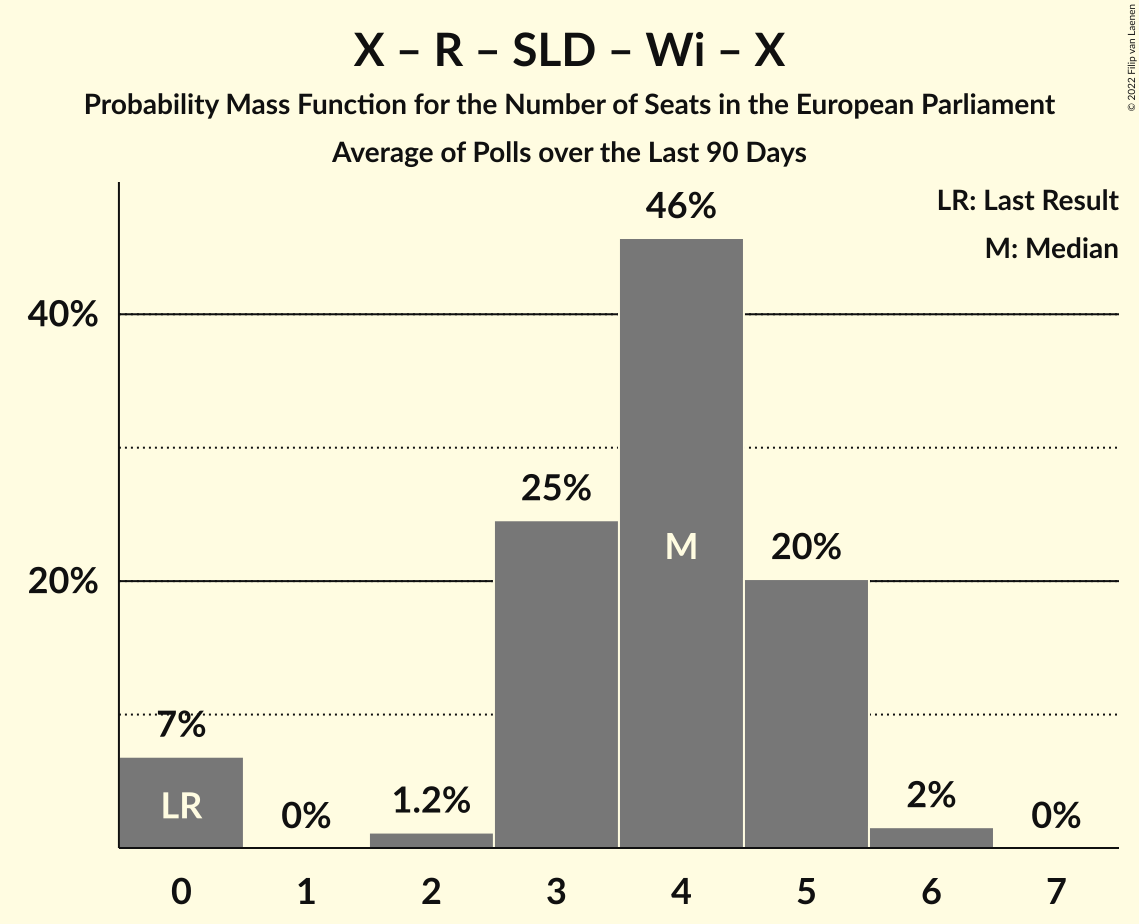 X – R – SLD – Wi – X
Probability Mass Function for the Number of Seats in the European Parliament
Average of Polls over the Last 90 Days
© 2022 Filip van Laenen
LR: Last Result
M: Median
46%
40%
25%
M
20%
20%
7%
LR
0%
1.2%
2%
0%
0 1 2 3 4 5 6 7